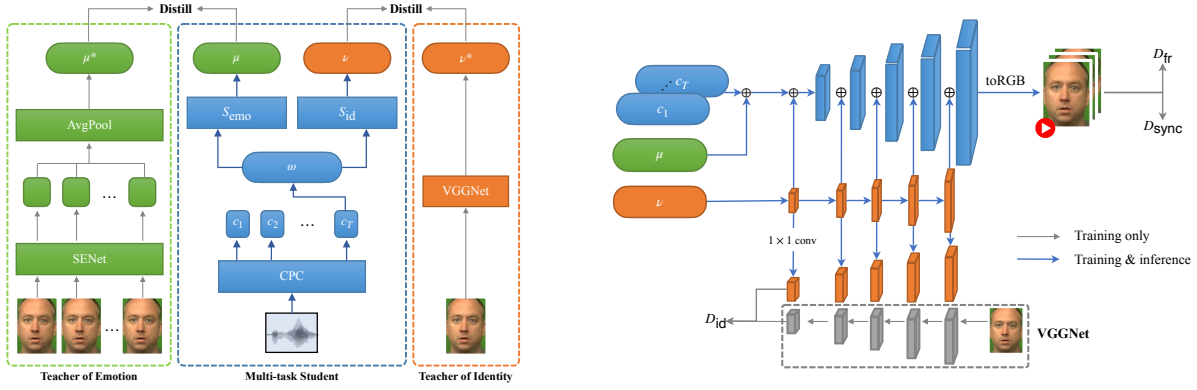 Distill
Distill
μ*
μ
ν
ν*
AvgPool
S_emo
S_id
ω
VGGNet
...
c_1
c_2
...
c_T
SENet
CPC
...
Teacher of Emotion
Multi-task Student
Teacher of Identity
⋰ c_T
c_1
μ
ν
⊕
⊕
⊕
⊕
⊕
⊕
toRGB
D_fr
D_sync
1 × 1 conv
Training only
Training & inference
D_id
VGGNet